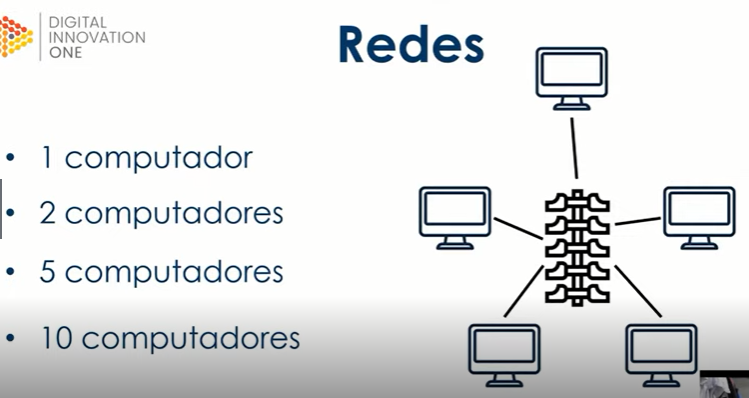 DIGITAL
INNOVATION
ONE
Redes
• 1 computador
• 2 computadores
• 5 computadores
• 10 computadores